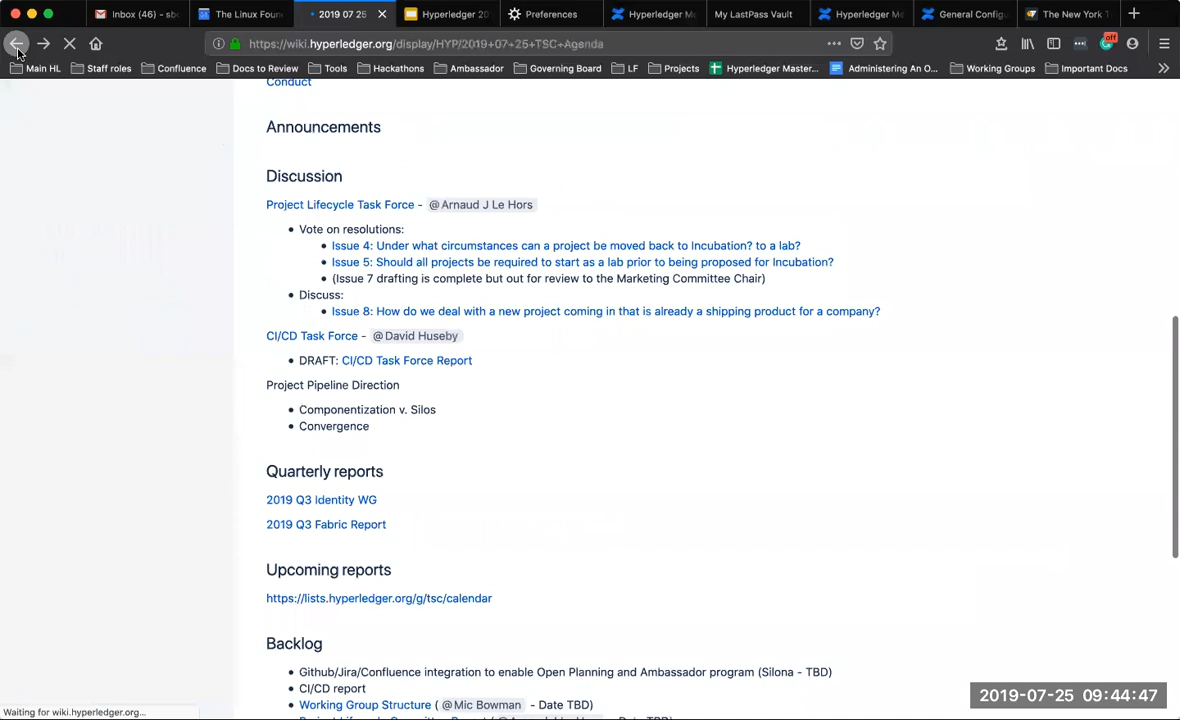 Inbox (46) – sb
The Linux Foun
2019 07 25
Hyperledger 20
Preferences
Hyperledger Me
My LastPass Vault
Hyperledger Me
General Config
The New York T
https://wiki.hyperledger.org/display/HYP/2019+07+25+TSC+Agenda
off
Main HL
Staff roles
Confluence
Docs to Review
Tools
Hackathons
Ambassador
Governing Board
LF
Projects
Hyperledger Master...
Administering An O...
Working Groups
Important Docs
Conduct
Announcements
Discussion
Project Lifecycle Task Force - @Arnaud J Le Hors
Vote on resolutions:
Issue 4: Under what circumstances can a project be moved back to Incubation? to a lab?
Issue 5: Should all projects be required to start as a lab prior to being proposed for Incubation?
(Issue 7 drafting is complete but out for review to the Marketing Committee Chair)
Discuss:
Issue 8: How do we deal with a new project coming in that is already a shipping product for a company?
CI/CD Task Force - @David Huseby
DRAFT: CI/CD Task Force Report
Project Pipeline Direction
Componentization v. Silos
Convergence
Quarterly reports
2019 Q3 Identity WG
2019 Q3 Fabric Report
Upcoming reports
https://lists.hyperledger.org/g/tsc/calendar
Backlog
Github/Jira/Confluence integration to enable Open Planning and Ambassador program (Silona - TBD)
CI/CD report
Working Group Structure ( @Mic Bowman - Date TBD)
Waiting for wiki.hyperledger.org...
2019-07-25 09:44:47